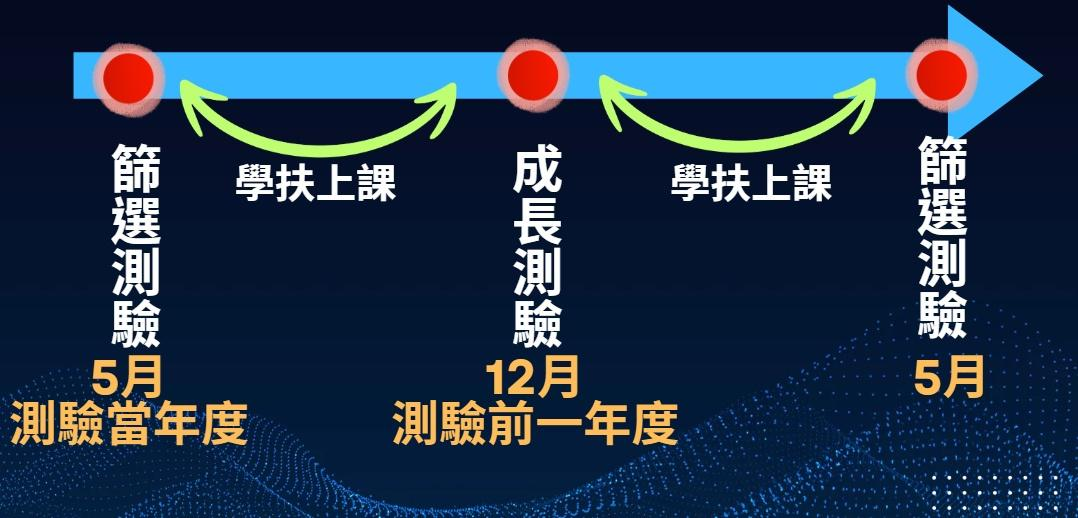 篩選測驗
5月
測驗當年度
學扶上課
成長測驗
12月
測驗前一年度
學扶上課
篩選測驗
5月